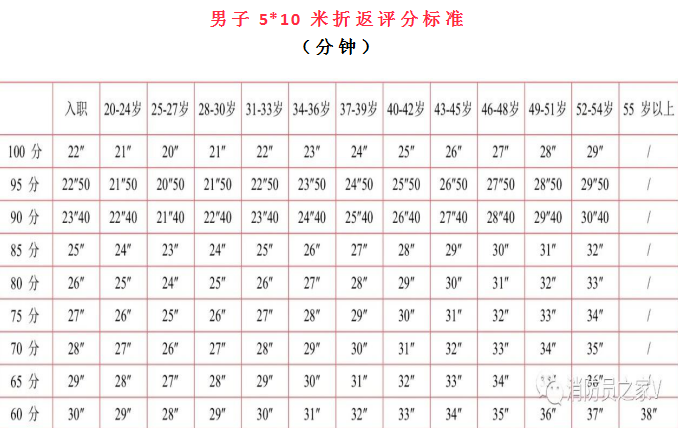 男子 5*10 米折返评分标准
（分钟）
入职 20-24岁 25-27岁 28-30岁 31-33岁 34-36岁 37-39岁 40-42岁 43-45岁 46-48岁 49-51岁 52-54岁 55 岁以上
100 分 22″ 21″ 20″ 21″ 22″ 23″ 24″ 25″ 26″ 27″ 28″ 29″ /
95 分 22″50 21″50 20″50 21″50 22″50 23″50 24″50 25″50 26″50 27″50 28″50 29″50 /
90 分 23″40 22″40 21″40 22″40 23″40 24″40 25″40 26″40 27″40 28″40 29″40 30″40 /
85 分 25″ 24″ 23″ 24″ 25″ 26″ 27″ 28″ 29″ 30″ 31″ 32″ /
80 分 26″ 25″ 24″ 25″ 26″ 27″ 28″ 29″ 30″ 31″ 32″ 33″ /
75 分 27″ 26″ 25″ 26″ 27″ 28″ 29″ 30″ 31″ 32″ 33″ 34″ /
70 分 28″ 27″ 26″ 27″ 28″ 29″ 30″ 31″ 32″ 33″ 34″ 35″ /
65 分 29″ 28″ 27″ 28″ 29″ 30″ 31″ 32″ 33″ 34″ 36″ /
消防员之家V
60 分 30″ 29″ 28″ 29″ 30″ 31″ 32″ 33″ 34″ 35″ 36″ 37″ 38″